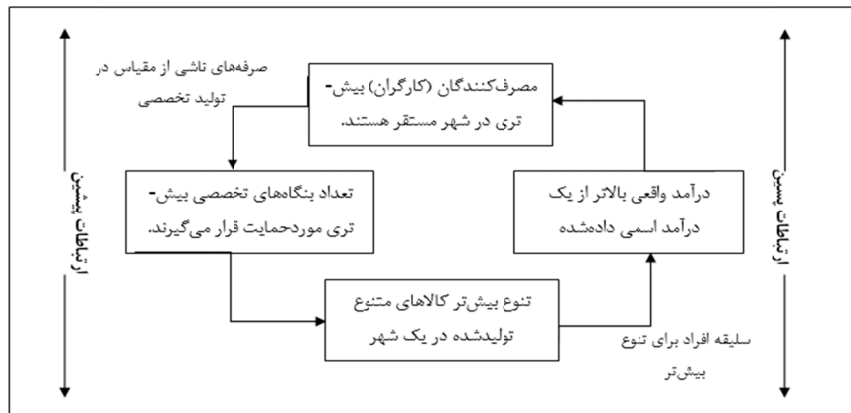 صرفه‌های ناشی از مقیاس در
تولید تخصصی
مصرف‌کنندگان (کارگران) بیش-
تری در شهر مستقر هستند.
تعداد بنگاه‌های تخصصی بیش-
تری موردحمایت قرار می‌گیرند.
درآمد واقعی بالاتر از یک
درآمد اسمی داده‌شده
تنوع بیش‌تر کالاهای متنوع
تولیدشده در یک شهر
سلیقه افراد برای تنوع
بیش‌تر
ارتباطات پسین
ارتباطات پیشین